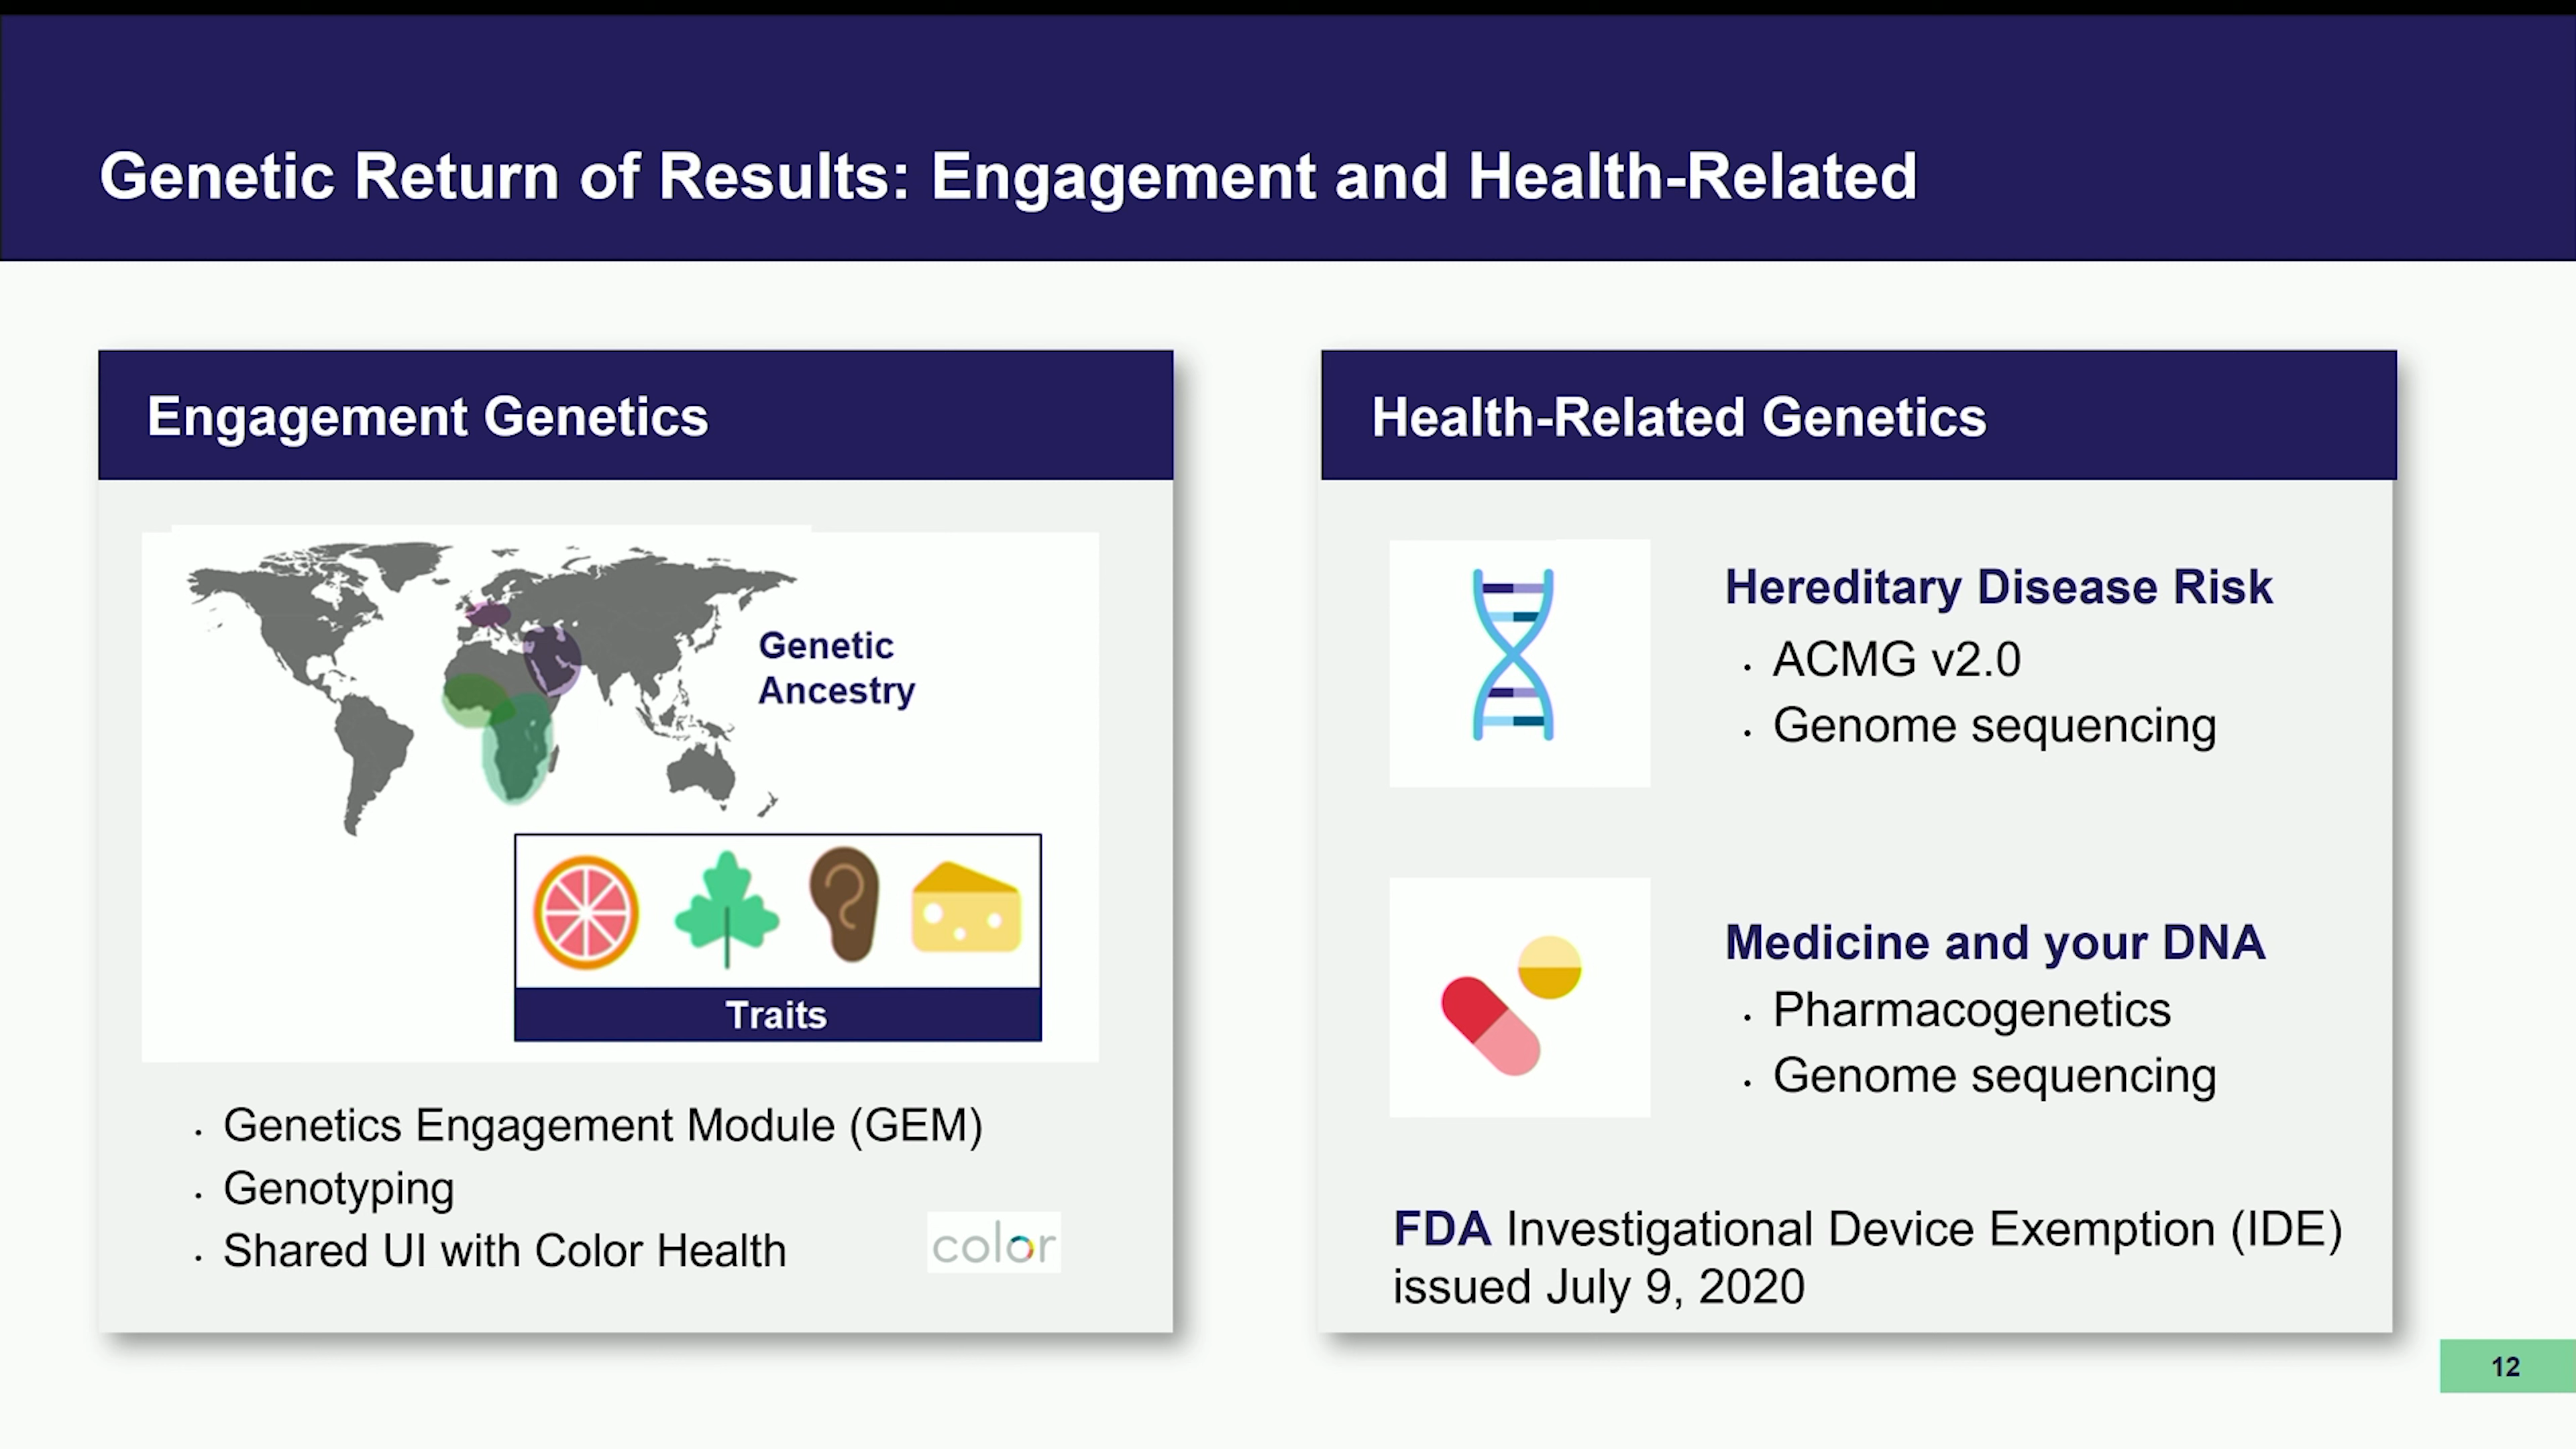 Genetic Return of Results: Engagement and Health-Related
Engagement Genetics
Genetic
Ancestry
Traits
· Genetics Engagement Module (GEM)
· Genotyping
· Shared UI with Color Health
color
Health-Related Genetics
Hereditary Disease Risk
· ACMG v2.0
· Genome sequencing
Medicine and your DNA
· Pharmacogenetics
· Genome sequencing
FDA Investigational Device Exemption (IDE)
issued July 9, 2020
12